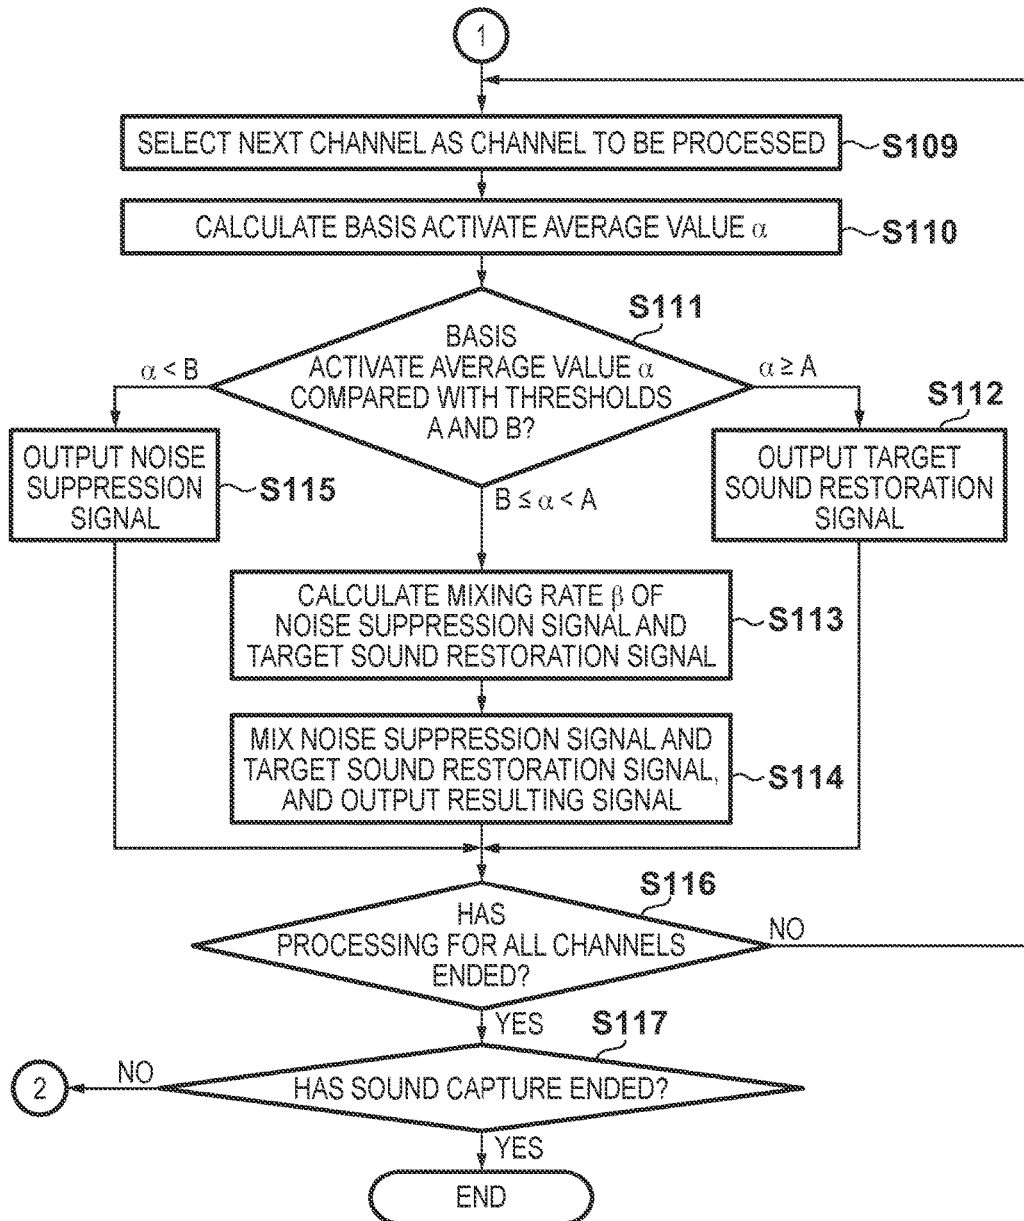 1
SELECT NEXT CHANNEL AS CHANNEL TO BE PROCESSED
S109
CALCULATE BASIS ACTIVATE AVERAGE VALUE α
S110
S111
BASIS
ACTIVATE AVERAGE VALUE α
COMPARED WITH THRESHOLDS
A AND B?
α < B
α ≥ A
B ≤ α < A
S112
OUTPUT TARGET
SOUND RESTORATION
SIGNAL
OUTPUT NOISE
SUPPRESSION
SIGNAL
S115
CALCULATE MIXING RATE β OF
NOISE SUPPRESSION SIGNAL AND
TARGET SOUND RESTORATION SIGNAL
S113
MIX NOISE SUPPRESSION SIGNAL AND
TARGET SOUND RESTORATION SIGNAL,
AND OUTPUT RESULTING SIGNAL
S114
S116
HAS
PROCESSING FOR ALL CHANNELS
ENDED?
NO
YES
S117
HAS SOUND CAPTURE ENDED?
NO
2
YES
END